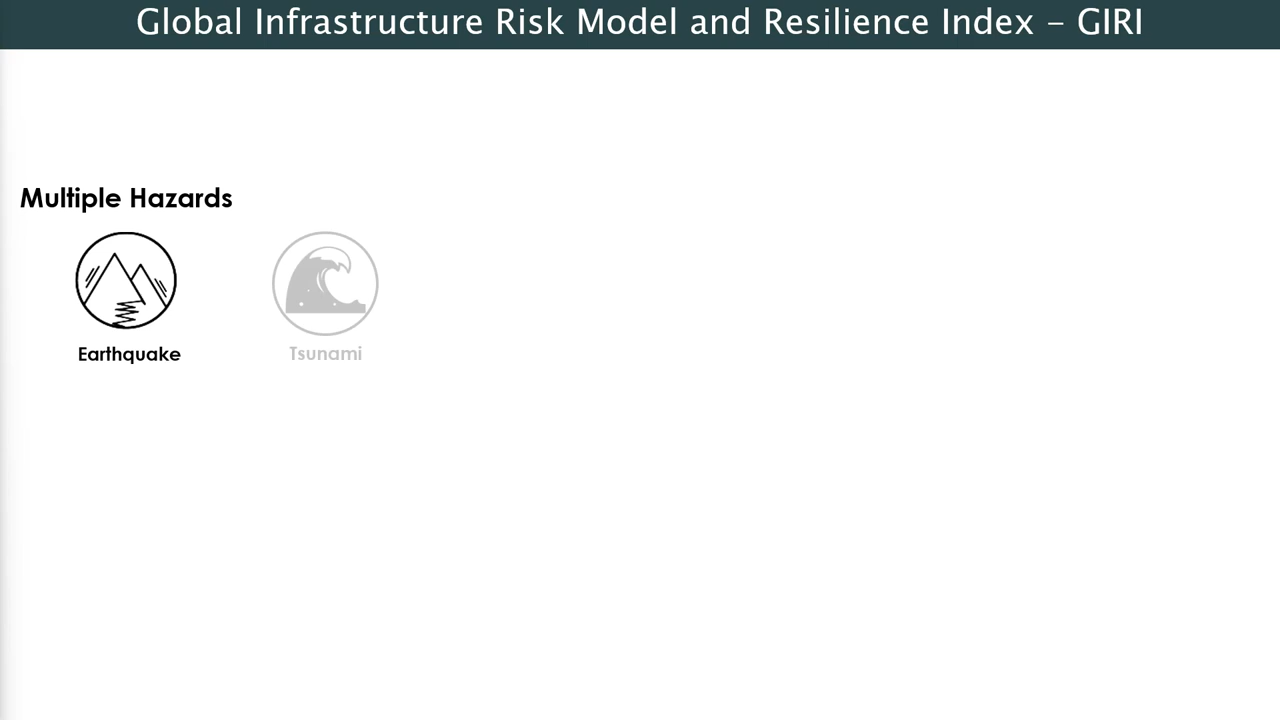 Global Infrastructure Risk Model and Resilience Index – GIRI
Multiple Hazards
Earthquake
Tsunami